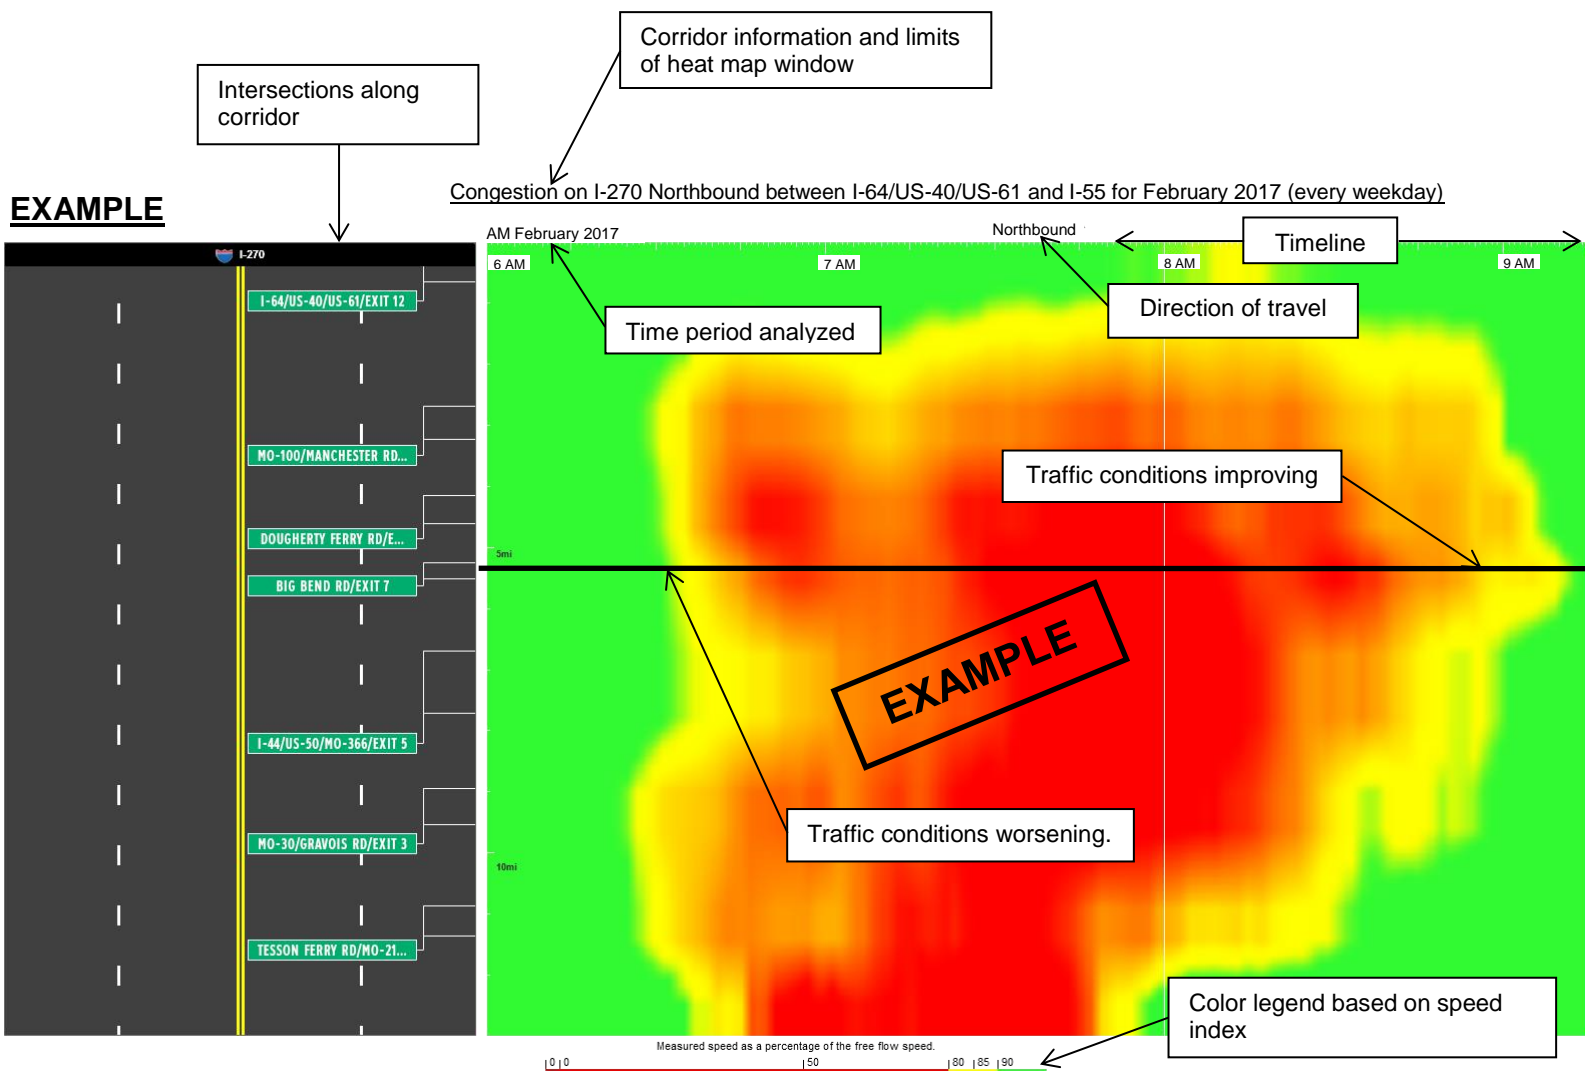 Corridor information and limits
of heat map window
Intersections along
corridor
EXAMPLE
Congestion on I-270 Northbound between I-64/US-40/US-61 and I-55 for February 2017 (every weekday)
AM February 2017
Northbound
Timeline
I-270
6 AM
7 AM
8 AM
9 AM
I-64/US-40/US-61/EXIT 12
Time period analyzed
Direction of travel
MO-100/MANCHESTER RD...
Traffic conditions improving
DOUGHERTY FERRY RD/E...
5mi
BIG BEND RD/EXIT 7
EXAMPLE
I-44/US-50/MO-366/EXIT 5
Traffic conditions worsening.
MO-30/GRAVOIS RD/EXIT 3
10mi
TESSON FERRY RD/MO-21...
Color legend based on speed
index
Measured speed as a percentage of the free flow speed.
0 0 50 80 85 90